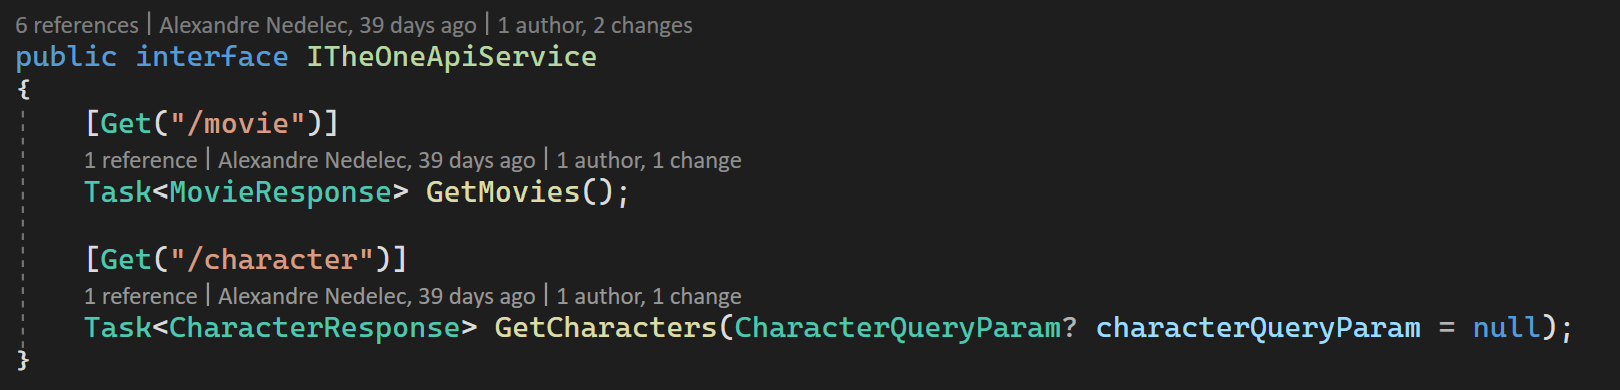 6 references | Alexandre Nedelec, 39 days ago | 1 author, 2 changes
public interface ITheOneApiService
{
[Get("/movie")]
1 reference | Alexandre Nedelec, 39 days ago | 1 author, 1 change
Task<MovieResponse> GetMovies();
[Get("/character")]
1 reference | Alexandre Nedelec, 39 days ago | 1 author, 1 change
Task<CharacterResponse> GetCharacters(CharacterQueryParam? characterQueryParam = null);
}